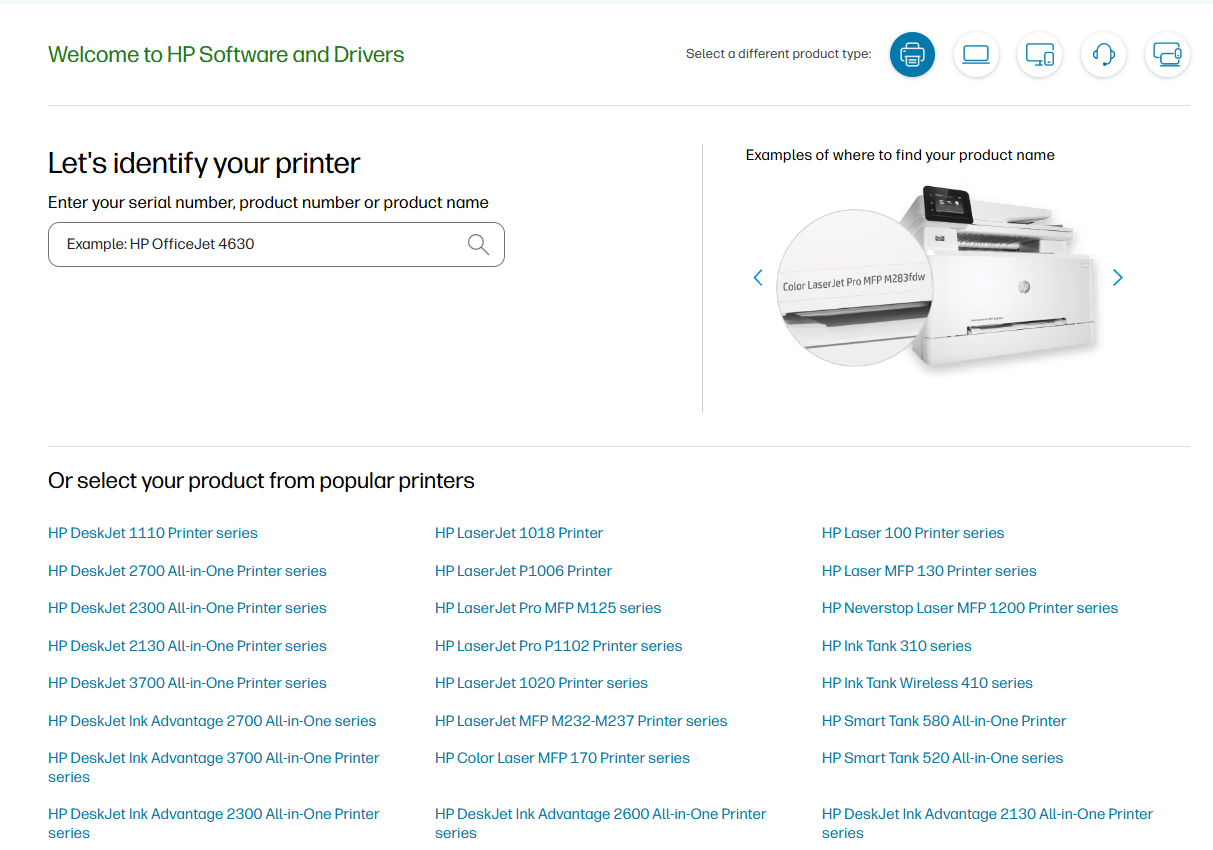 Welcome to HP Software and Drivers
Select a different product type:
Let's identify your printer
Enter your serial number, product number or product name
Example: HP OfficeJet 4630
Examples of where to find your product name
Color LaserJet Pro MFP M283fdw
hp
Or select your product from popular printers
HP DeskJet 1110 Printer series
HP LaserJet 1018 Printer
HP Laser 100 Printer series
HP DeskJet 2700 All-in-One Printer series
HP LaserJet P1006 Printer
HP Laser MFP 130 Printer series
HP DeskJet 2300 All-in-One Printer series
HP LaserJet Pro MFP M125 series
HP Neverstop Laser MFP 1200 Printer series
HP DeskJet 2130 All-in-One Printer series
HP LaserJet Pro P1102 Printer series
HP Ink Tank 310 series
HP DeskJet 3700 All-in-One Printer series
HP LaserJet 1020 Printer series
HP Ink Tank Wireless 410 series
HP DeskJet Ink Advantage 2700 All-in-One series
HP LaserJet MFP M232-M237 Printer series
HP Smart Tank 580 All-in-One Printer
HP DeskJet Ink Advantage 3700 All-in-One Printer
series
HP Color Laser MFP 170 Printer series
HP Smart Tank 520 All-in-One series
HP DeskJet Ink Advantage 2300 All-in-One Printer
series
HP DeskJet Ink Advantage 2600 All-in-One Printer
series
HP DeskJet Ink Advantage 2130 All-in-One Printer
series